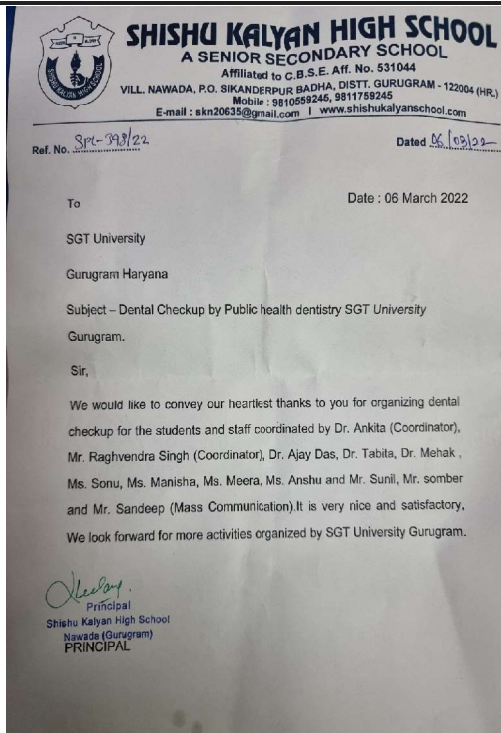 SHISHU KALYAN HIGH SCHOOL
A SENIOR SECONDARY SCHOOL
Affiliated to C.B.S.E. Aff. No. 531044
VILL. NAWADA, P.O. SIKANDERPUR BADHA, DISTT. GURUGRAM - 122004 (HR.)
Mobile : 9810559245, 9811759245
E-mail : skn20635@gmail.com | www.shishukalyanschool.com
SHISHU KALYAN HIGH SCHOOL
Ref. No. SPL-398/22
Dated 06/03/22
Date : 06 March 2022
To
SGT University
Gurugram Haryana
Subject – Dental Checkup by Public health dentistry SGT University
Gurugram.
Sir,
We would like to convey our heartiest thanks to you for organizing dental
checkup for the students and staff coordinated by Dr. Ankita (Coordinator),
Mr. Raghvendra Singh (Coordinator), Dr. Ajay Das, Dr. Tabita, Dr. Mehak ,
Ms. Sonu, Ms. Manisha, Ms. Meera, Ms. Anshu and Mr. Sunil, Mr. somber
and Mr. Sandeep (Mass Communication).It is very nice and satisfactory,
We look forward for more activities organized by SGT University Gurugram.
Principal
Shishu Kalyan High School
Nawada (Gurugram)
PRINCIPAL